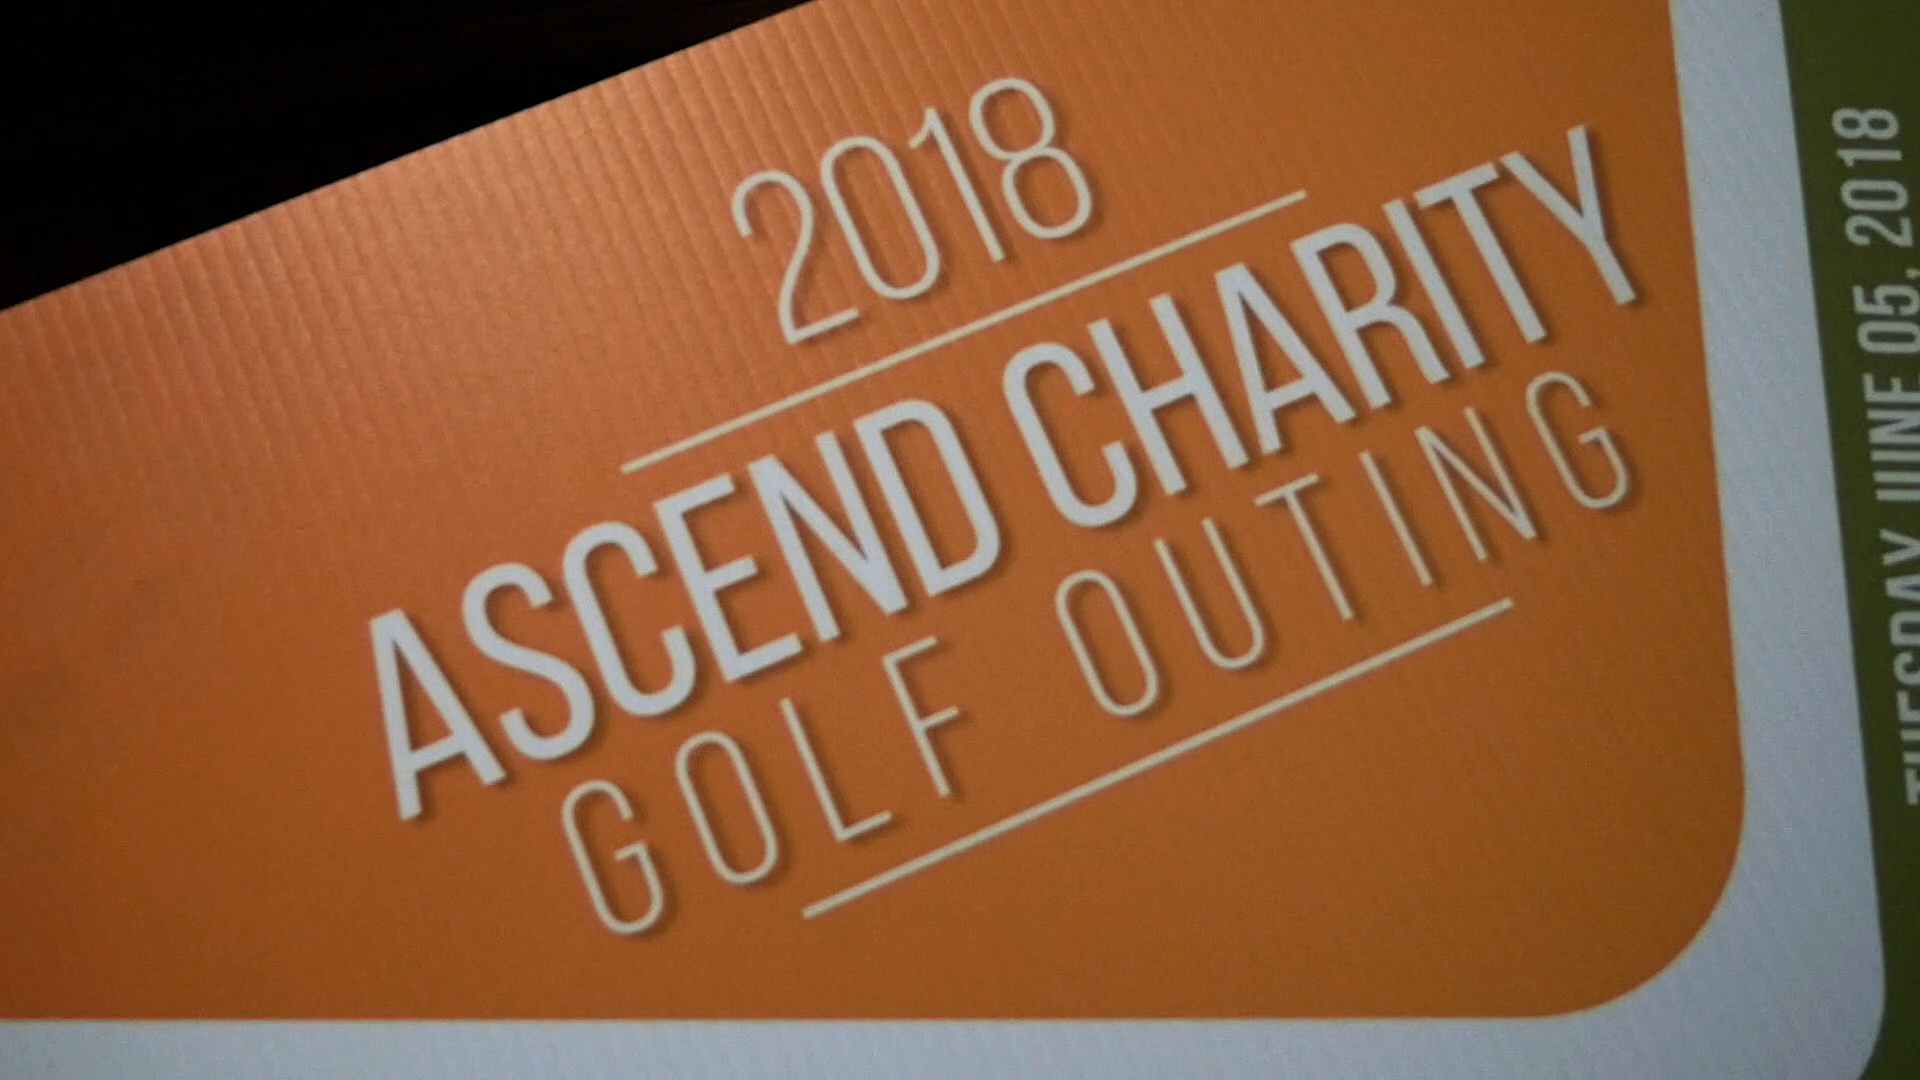 2018
ASCEND CHARITY
GOLF OUTING
TUESDAY JUNE 05, 2018